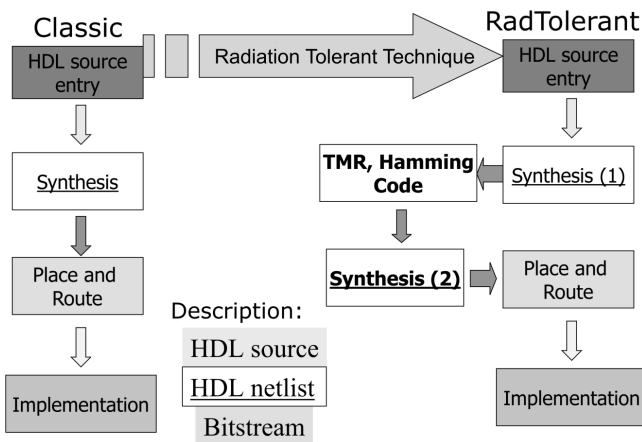 Classic
RadTolerant
HDL source
entry
Radiation Tolerant Technique
HDL source
entry
Synthesis
TMR, Hamming
Code
Synthesis (1)
Place and
Route
Synthesis (2)
Place and
Route
Description:
HDL source
HDL netlist
Bitstream
Implementation
Implementation